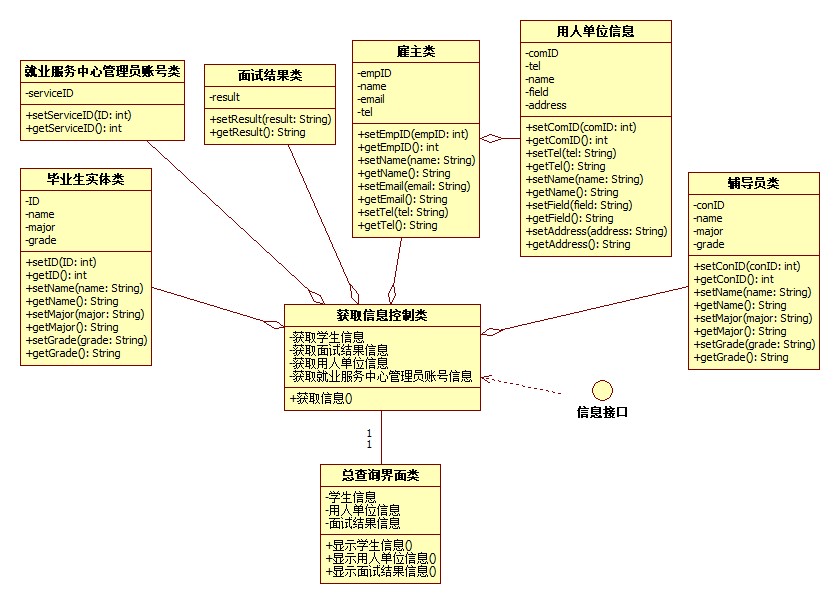 就业服务中心管理员账号类
-serviceID
+setServiceID(ID: int)
+getServiceID(): int
面试结果类
-result
+setResult(result: String)
+getResult(): String
雇主类
-empID
-name
-email
-tel
+setEmpID(empID: int)
+getEmpID(): int
+setName(name: String)
+getName(): String
+setEmail(email: String)
+getEmail(): String
+setTel(tel: String)
+getTel(): String
用人单位信息
-comID
-tel
-name
-field
-address
+setComID(comID: int)
+getComID(): int
+setTel(tel: String)
+getTel(): String
+setName(name: String)
+getName(): String
+setField(field: String)
+getField(): String
+setAddress(address: String)
+getAddress(): String
毕业生实体类
-ID
-name
-major
-grade
+setID(ID: int)
+getID(): int
+setName(name: String)
+getName(): String
+setMajor(major: String)
+getMajor(): String
+setGrade(grade: String)
+getGrade(): String
辅导员类
-conID
-name
-major
-grade
+setConID(conID: int)
+getConID(): int
+setName(name: String)
+getName(): String
+setMajor(major: String)
+getMajor(): String
+setGrade(grade: String)
+getGrade(): String
获取信息控制类
-获取学生信息
-获取面试结果信息
-获取用人单位信息
-获取就业服务中心管理员账号信息
+获取信息()
信息接口
1
1
总查询界面类
-学生信息
-用人单位信息
-面试结果信息
+显示学生信息()
+显示用人单位信息()
+显示面试结果信息()